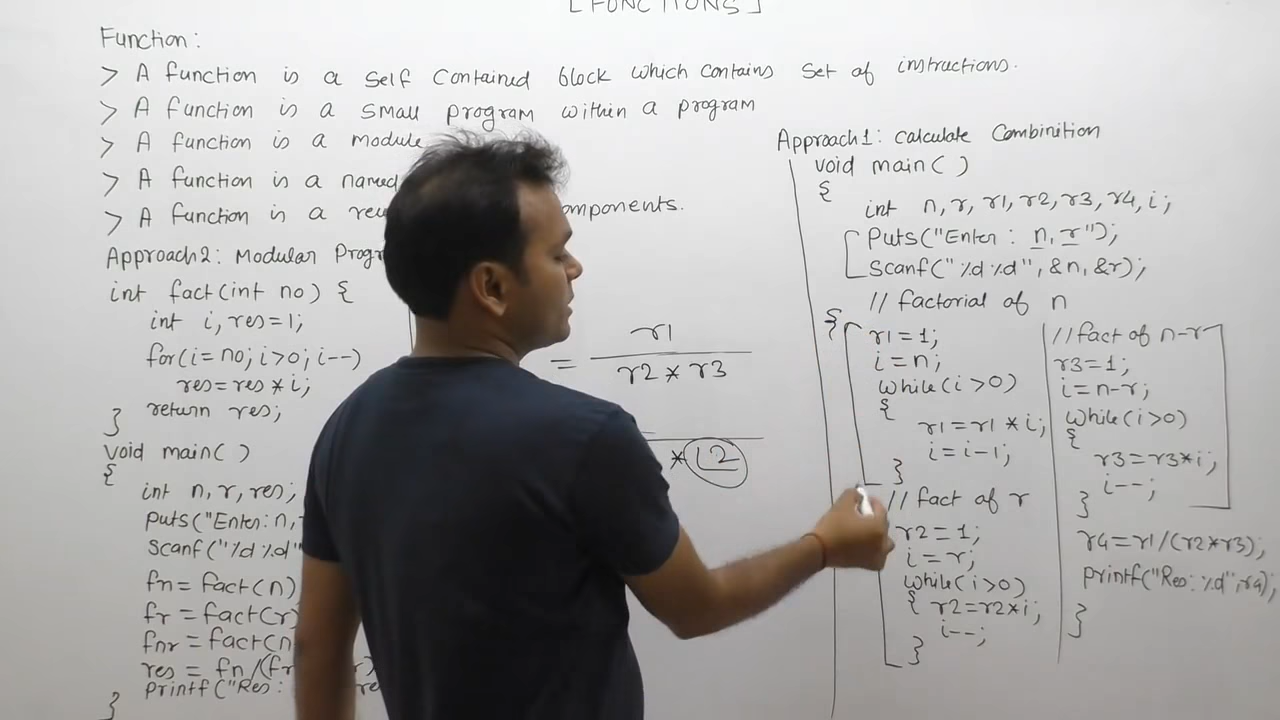 [FUNCTIONS]
Function:
> A function is a self contained block which contains set of instructions.
> A function is a small program within a program
> A function is a module
> A function is a named
> A function is a components.
Approach2: Modular
int fact(int no) {
int i, res=1;
for(i=no; i>0; i--)
res=res*i;
return res;
}
void main( )
{
int n, r, res;
puts("Enter: n,
scanf("%d %d"
fn = fact(n)
fr = fact(r)
fnr = fact(n
res = fn/(fr
printf("Res:
}
= r1
r2 * r3
* 2
Approach1: calculate Combinition
void main( )
{
int n, r, r1, r2, r3, r4, i;
Puts("Enter : n, r");
Scanf("%d %d", &n, &r);
// factorial of n
{
r1=1;
i=n;
while(i>0)
{
r1=r1*i;
i=i-1;
}
// fact of r
r2=1;
i=r;
while(i>0)
{ r2=r2*i;
i--;
}
//fact of n-r
r3=1;
i=n-r;
while(i>0)
{
r3=r3*i;
i--;
}
r4=r1/(r2*r3);
printf("Res: %d",r4);
}